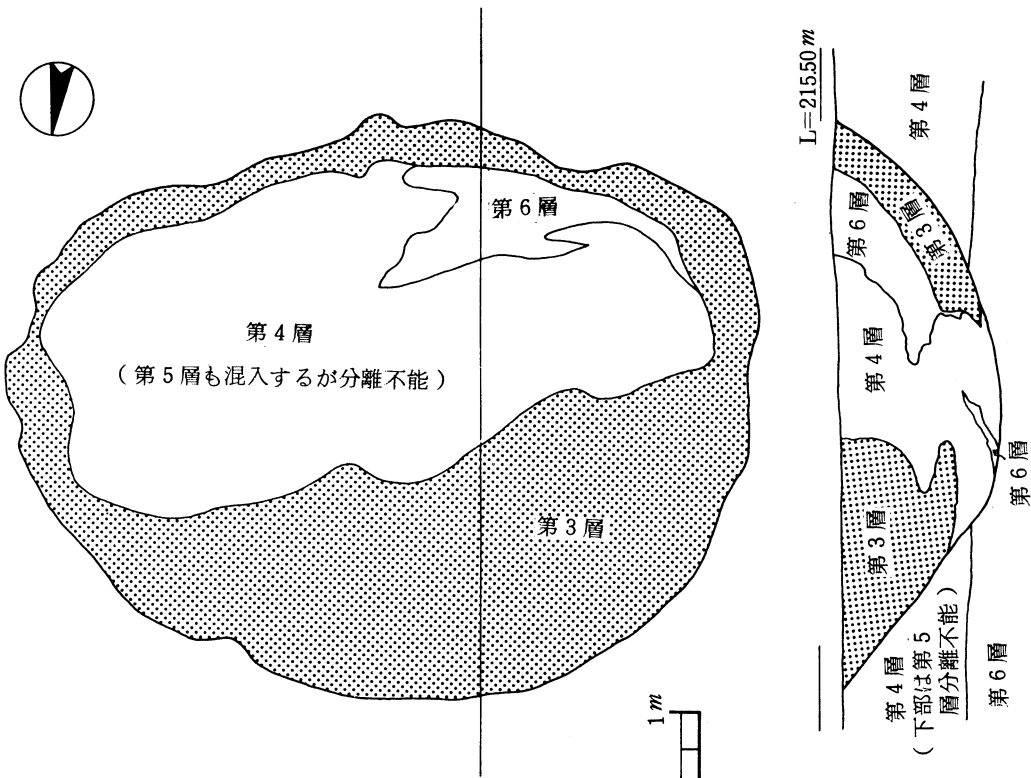 第6層
第4層
（第5層も混入するが分離不能）
第3層
1m
L=215.50m
第4層
第3層
第6層
第4層
第6層
第3層
第4層
（下部は第5
層分離不能）
第6層